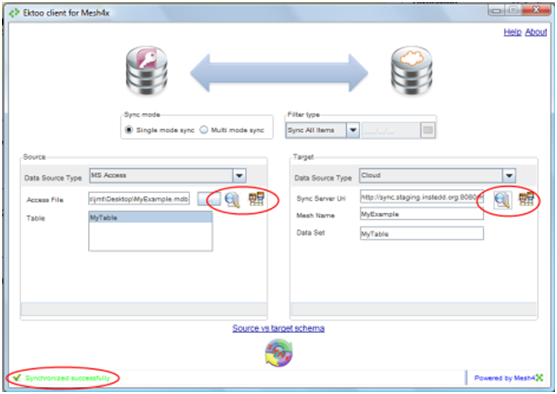 Ektoo client for Mesh4x
Help About
Sync mode
Single mode sync Multi mode sync
Filter type
Sync All Items
Source
Data Source Type MS Access
Access File \jmt\Desktop\MyExample.mdb
Table MyTable
Target
Data Source Type Cloud
Sync Server Uri http://sync.staging.instedd.org:8080/
Mesh Name MyExample
Data Set MyTable
Source vs target schema
Synchronized successfully
Powered by Mesh4X